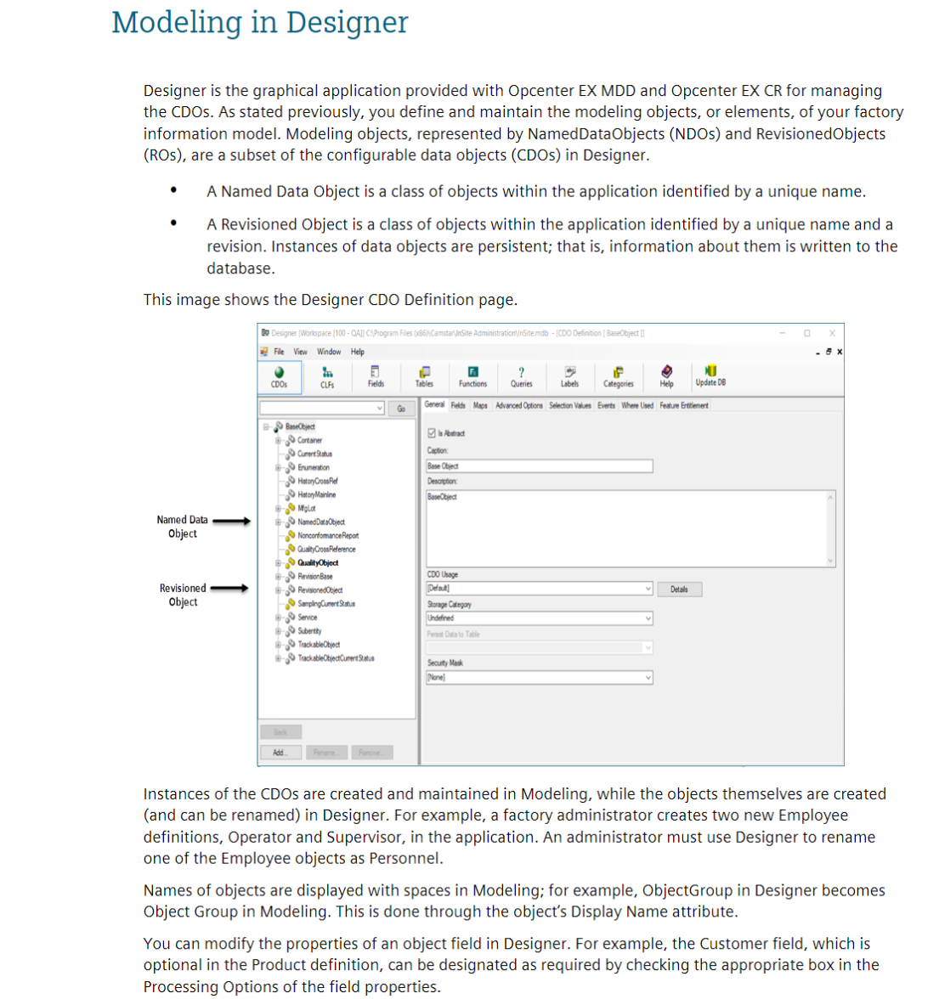 Modeling in Designer
Designer is the graphical application provided with Opcenter EX MDD and Opcenter EX CR for managing
the CDOs. As stated previously, you define and maintain the modeling objects, or elements, of your factory
information model. Modeling objects, represented by NamedDataObjects (NDOs) and RevisionedObjects
(ROs), are a subset of the configurable data objects (CDOs) in Designer.
• A Named Data Object is a class of objects within the application identified by a unique name.
• A Revisioned Object is a class of objects within the application identified by a unique name and a
revision. Instances of data objects are persistent; that is, information about them is written to the
database.
This image shows the Designer CDO Definition page.
Designer [Workspace [100 - QA]] C:\Program Files (x86)\Camstar\InSite Administration\InSite.mdb - [CDO Definition [ BaseObject ]]
File View Window Help
CDOs CLFs Fields Tables Functions Queries Labels Categories Help Update DB
Go
General Fields Maps Advanced Options Selection Values Events Where Used Feature Entitlement
BaseObject
Container
CurrentStatus
Enumeration
HistoryCrossRef
HistoryMainline
MfgLot
NamedDataObject
NonconformanceReport
QualityCrossReference
QualityObject
RevisionBase
RevisionedObject
SamplingCurrentStatus
Service
Subentity
TrackableObject
TrackableObjectCurrentStatus
Named Data
Object
Revisioned
Object
Is Abstract
Caption:
Base Object
Description:
BaseObject
CDO Usage
[Default]
Details
Storage Category
Undefined
Persist Data to Table
Security Mask
[None]
Back
Add... Rename... Remove...
Instances of the CDOs are created and maintained in Modeling, while the objects themselves are created
(and can be renamed) in Designer. For example, a factory administrator creates two new Employee
definitions, Operator and Supervisor, in the application. An administrator must use Designer to rename
one of the Employee objects as Personnel.
Names of objects are displayed with spaces in Modeling; for example, ObjectGroup in Designer becomes
Object Group in Modeling. This is done through the object's Display Name attribute.
You can modify the properties of an object field in Designer. For example, the Customer field, which is
optional in the Product definition, can be designated as required by checking the appropriate box in the
Processing Options of the field properties.